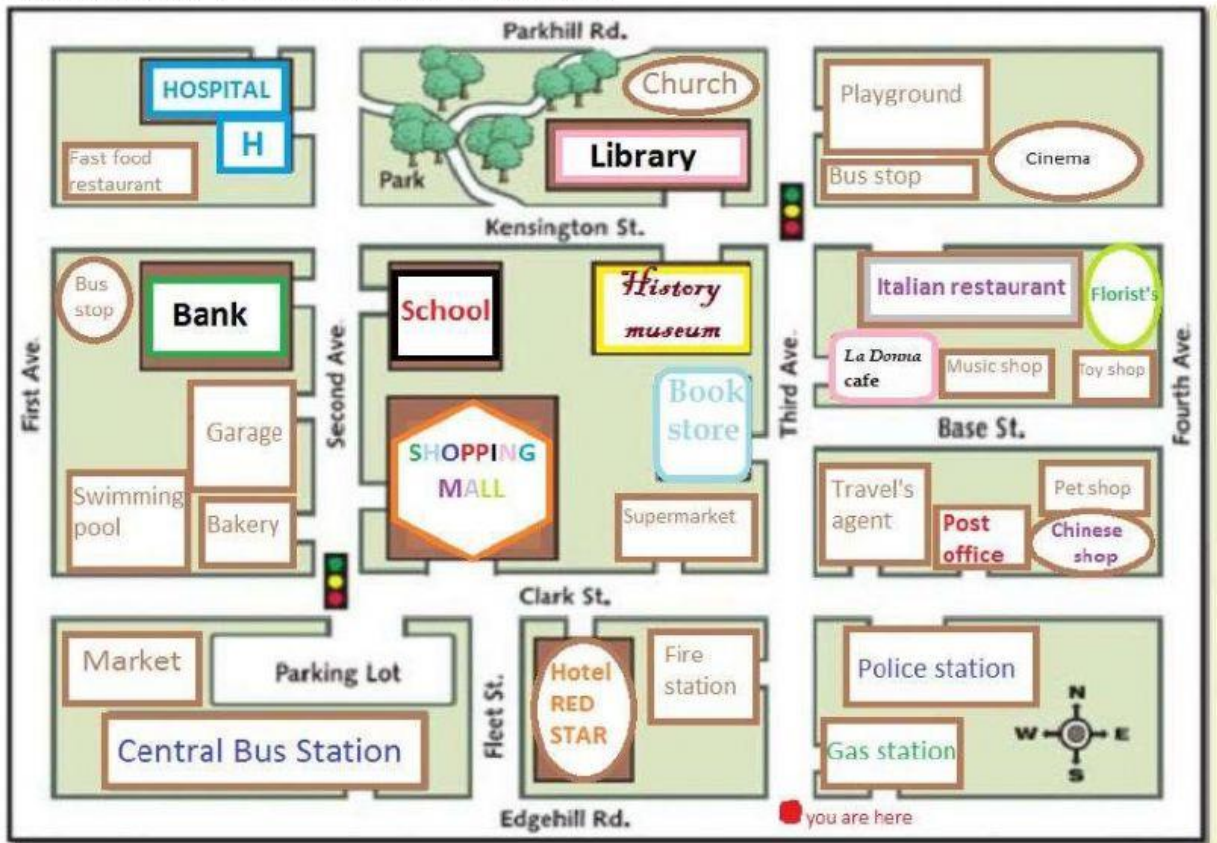 Parkhill Rd.
HOSPITAL
H
Fast food
restaurant
Park
Church
Library
Playground
Cinema
Bus stop
Kensington St.
Bus
stop
Bank
School
History
museum
Italian restaurant
Florist's
La Donna
cafe
Music shop
Toy shop
First Ave.
Second Ave.
Third Ave.
Fourth Ave.
Garage
SHOPPING
MALL
Book
store
Base St.
Swimming
pool
Bakery
Supermarket
Travel's
agent
Post
office
Pet shop
Chinese
shop
Clark St.
Market
Parking Lot
Central Bus Station
Fleet St.
Hotel
RED
STAR
Fire
station
Police station
Gas station
N
W E
S
Edgehill Rd.
you are here